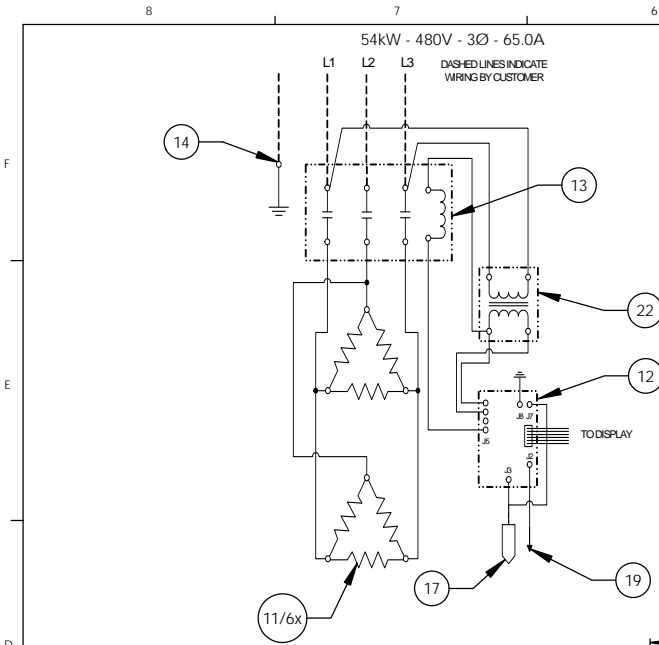 8 7 6
54kW - 480V - 3Ø - 65.0A
L1 L2 L3
DASHED LINES INDICATE
WIRING BY CUSTOMER
14
F
13
22
E
12
J8 J7
J5
TO DISPLAY
J2
J3
17
19
11/6x
D